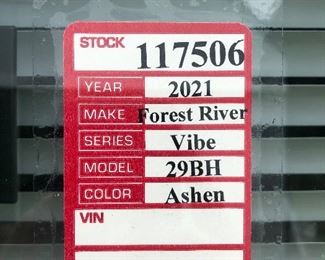 STOCK 117506
YEAR 2021
MAKE Forest River
SERIES Vibe
MODEL 29BH
COLOR Ashen
VIN